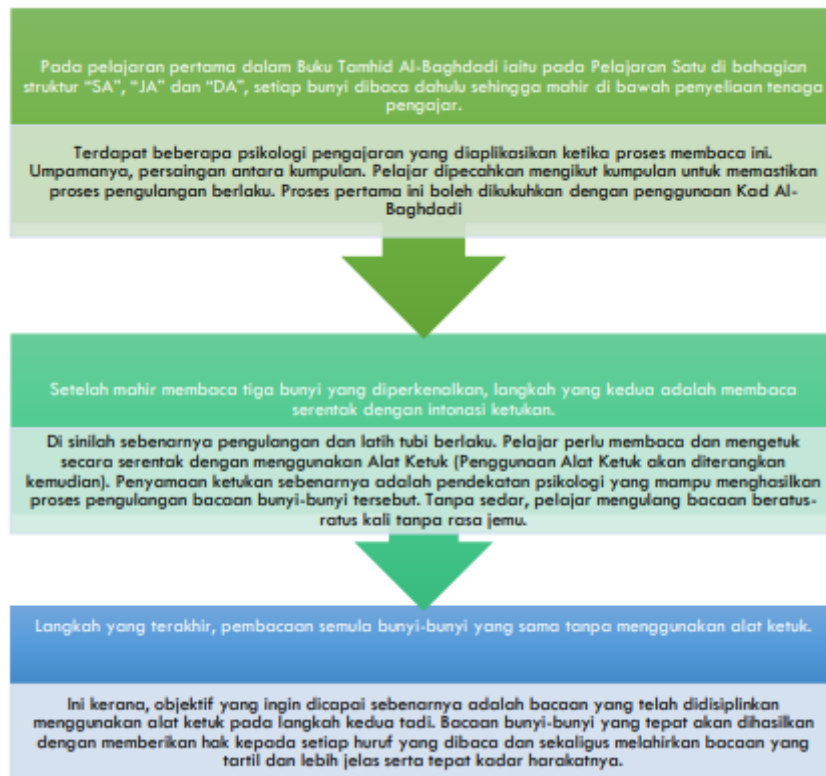 Pada pelajaran pertama dalam Buku Tamhid Al-Baghdadi iaitu pada Pelajaran Satu di bahagian
struktur “SA”, “JA” dan “DA”, setiap bunyi dibaca dahulu sehingga mahir di bawah penyeliaan tenaga
pengajar.
Terdapat beberapa psikologi pengajaran yang diaplikasikan ketika proses membaca ini.
Umpamanya, persaingan antara kumpulan. Pelajar dipecahkan mengikut kumpulan untuk memastikan
proses pengulangan berlaku. Proses pertama ini boleh dikukuhkan dengan penggunaan Kad Al-
Baghdadi
Setelah mahir membaca tiga bunyi yang diperkenalkan, langkah yang kedua adalah membaca
serentak dengan intonasi ketukan.
Di sinilah sebenarnya pengulangan dan latih tubi berlaku. Pelajar perlu membaca dan mengetuk
secara serentak dengan menggunakan Alat Ketuk (Penggunaan Alat Ketuk akan diterangkan
kemudian). Penyamaan ketukan sebenarnya adalah pendekatan psikologi yang mampu menghasilkan
proses pengulangan bacaan bunyi-bunyi tersebut. Tanpa sedar, pelajar mengulang bacaan beratus-
ratus kali tanpa rasa jemu.
Langkah yang terakhir, pembacaan semula bunyi-bunyi yang sama tanpa menggunakan alat ketuk.
Ini kerana, objektif yang ingin dicapai sebenarnya adalah bacaan yang telah didisiplinkan
menggunakan alat ketuk pada langkah kedua tadi. Bacaan bunyi-bunyi yang tepat akan dihasilkan
dengan memberikan hak kepada setiap huruf yang dibaca dan sekaligus melahirkan bacaan yang
tartil dan lebih jelas serta tepat kadar harakatnya.